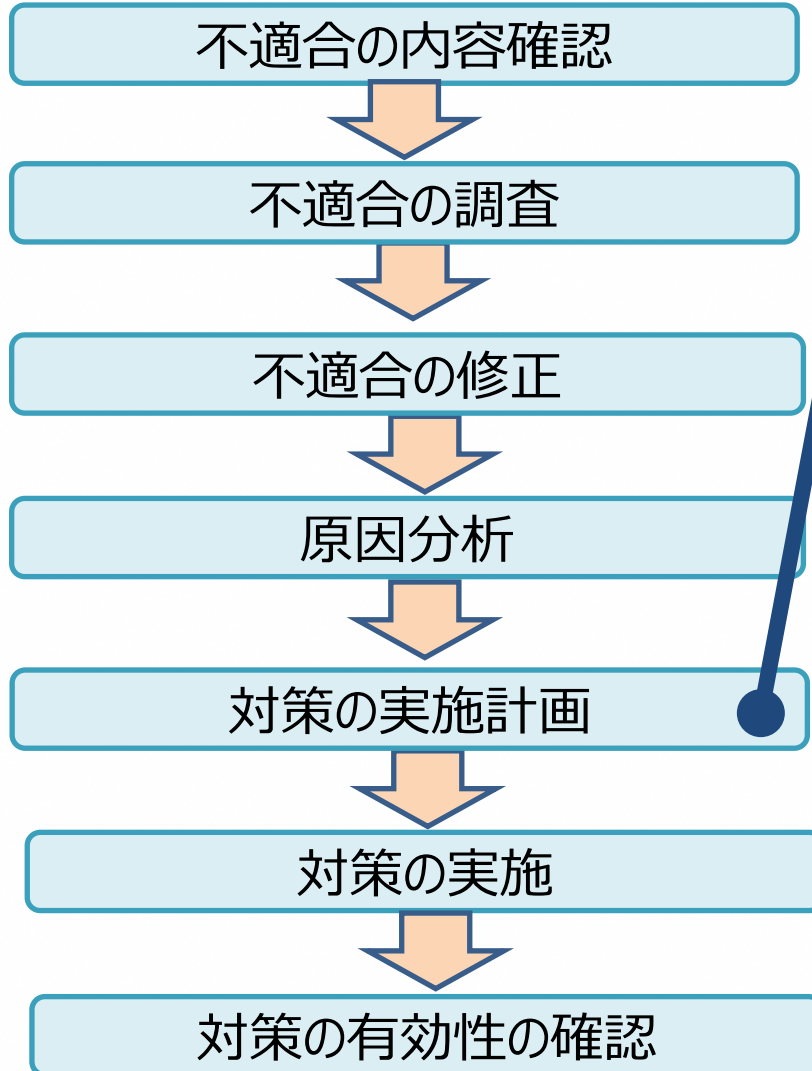 不適合の内容確認
不適合の調査
不適合の修正
原因分析
対策の実施計画
対策の実施
対策の有効性の確認